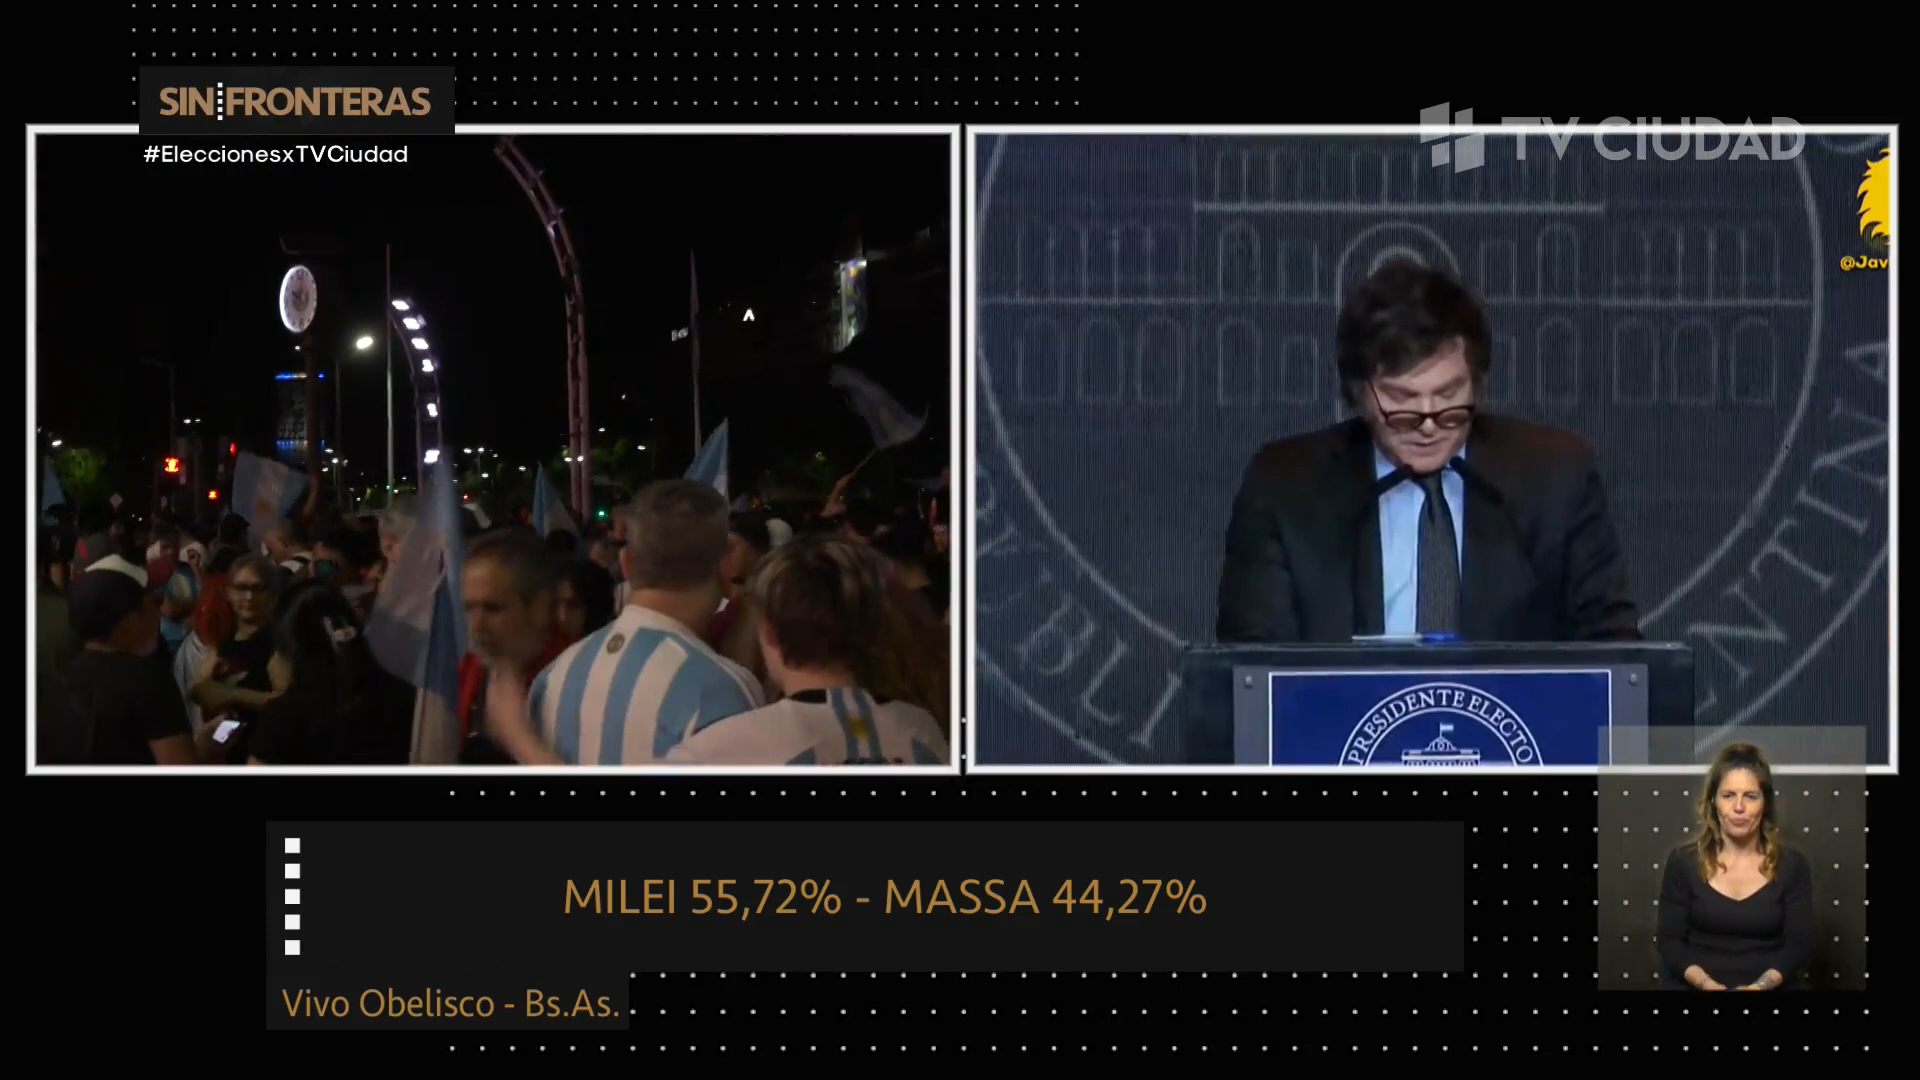 SIN FRONTERAS
#EleccionesxTVCiudad
TV CIUDAD
@Jav
PRESIDENTE ELECTO
MILEI 55,72% - MASSA 44,27%
Vivo Obelisco - Bs.As.